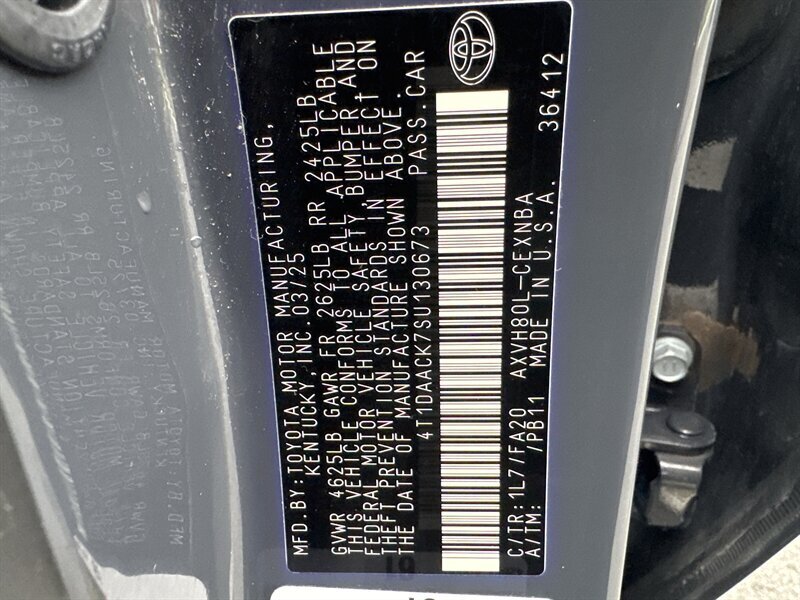 MFD.BY:TOYOTA MOTOR MANUFACTURING,
KENTUCKY, INC. 03/25
GVWR 4625LB GAWR FR 2625LB RR 2425LB
THIS VEHICLE CONFORMS TO ALL APPLICABLE
FEDERAL MOTOR VEHICLE SAFETY, BUMPER AND
THEFT PREVENTION STANDARDS IN EFFECT ON
THE DATE OF MANUFACTURE SHOWN ABOVE.
4T1DAACK7SU130673 PASS.CAR
C/TR:1L7/FA20 AXVH80L-CEXNBA
A/TM: /PB11 MADE IN U.S.A. 36412